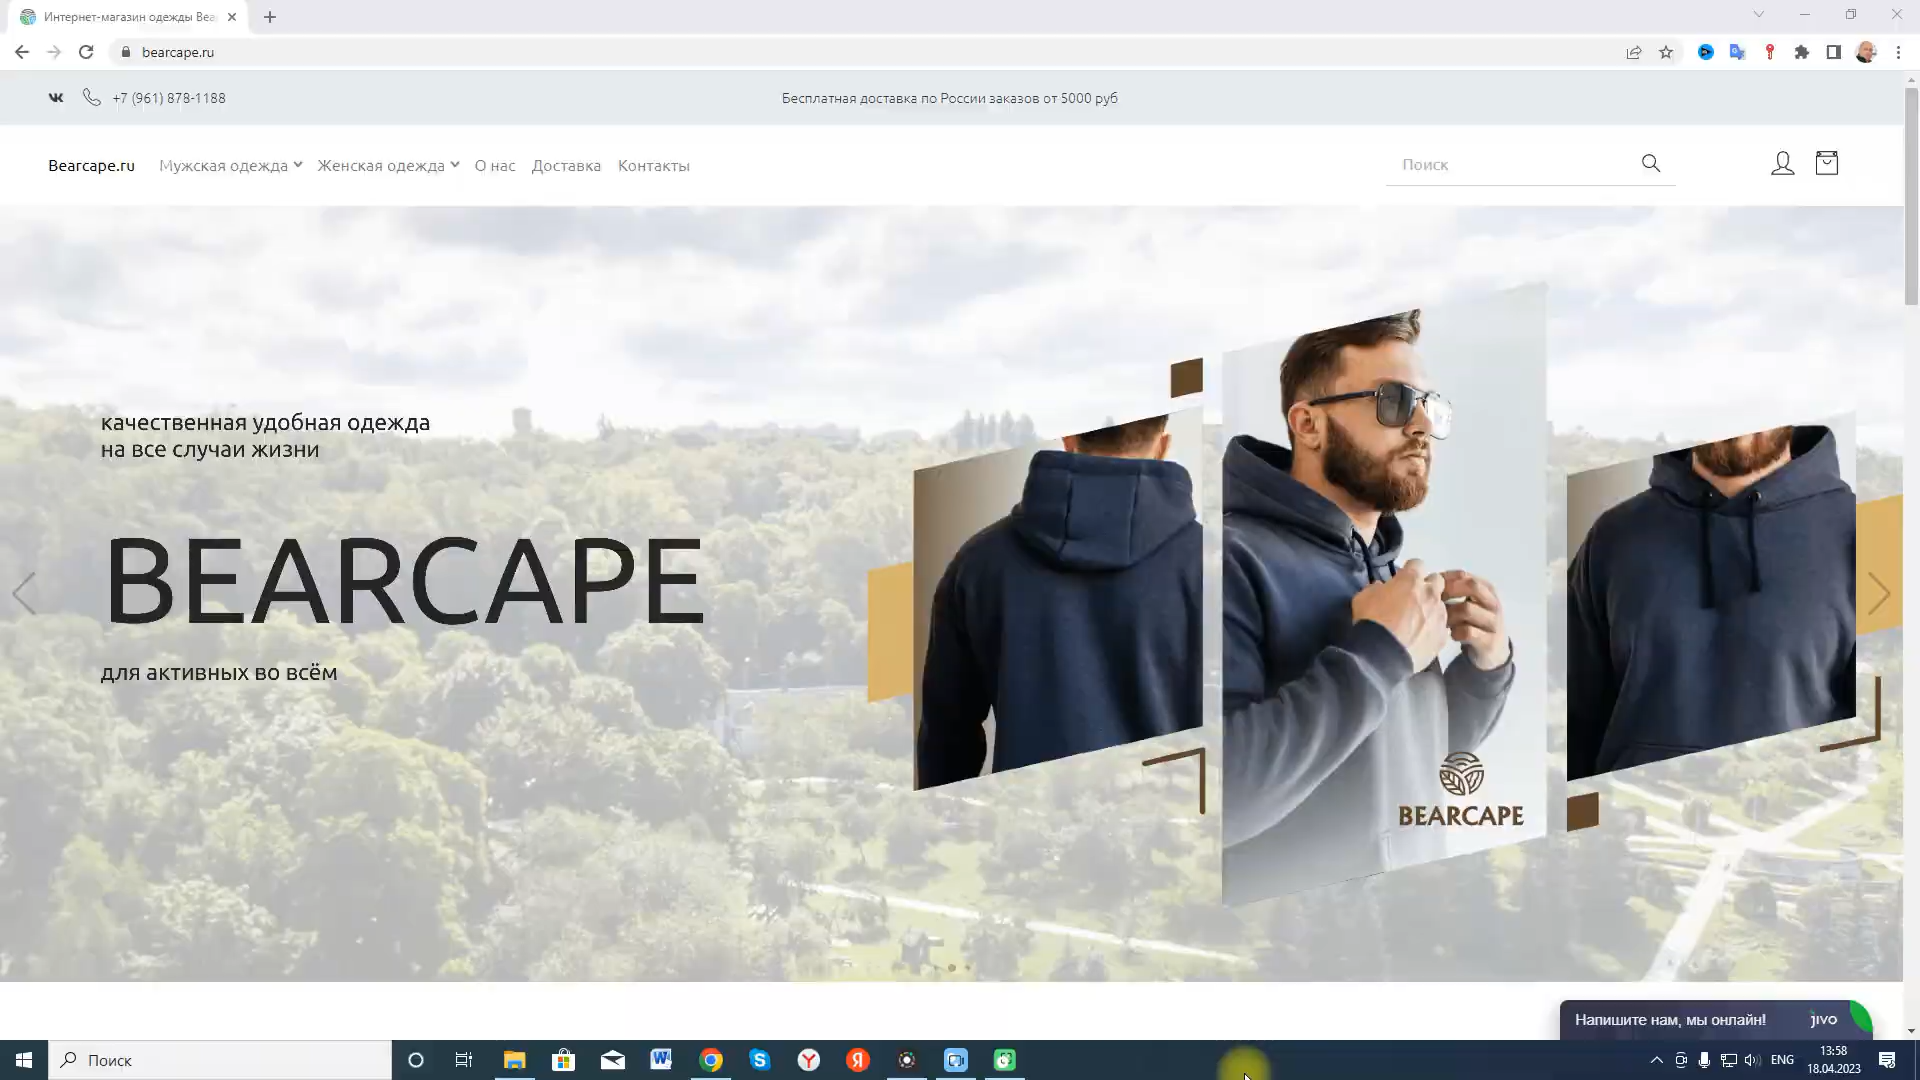 Интернет-магазин одежды Bea
bearcape.ru
+7 (961) 878-1188
Бесплатная доставка по России заказов от 5000 руб
Bearcape.ru
Мужская одежда
Женская одежда
О нас
Доставка
Контакты
Поиск
качественная удобная одежда
на все случаи жизни
BEARCAPE
для активных во всём
BEARCAPE
Напишите нам, мы онлайн!
jivo
Поиск
ENG
13:58
18.04.2023